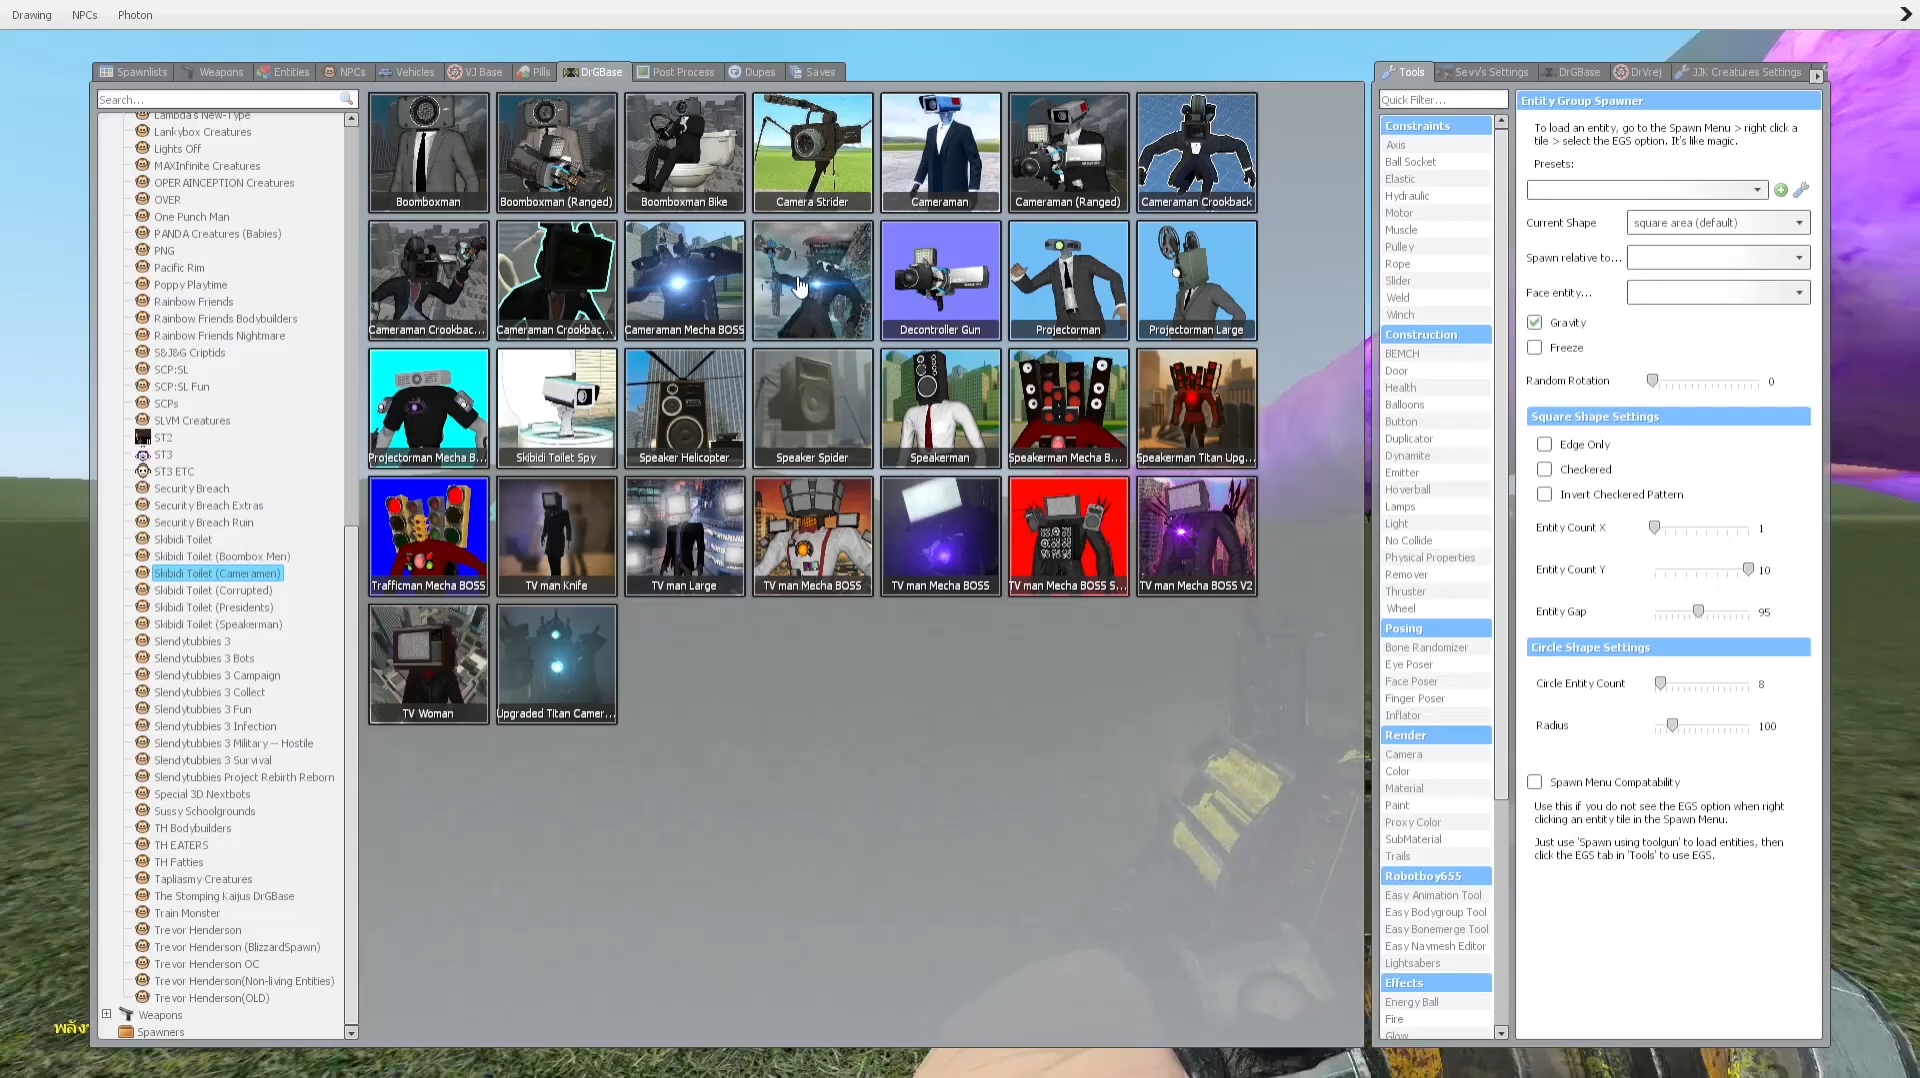 Drawing
NPCs
Photon
Spawnlists
Weapons
Entities
NPCs
Vehicles
VJ Base
Pills
DrGBase
Post Process
Dupes
Saves
Search...
Lambda's New-Type
Lankybox Creatures
Lights Off
MAXInfinite Creatures
OPERAINCEPTION Creatures
OVER
One Punch Man
PANDA Creatures (Babies)
PNG
Pacific Rim
Poppy Playtime
Rainbow Friends
Rainbow Friends Bodybuilders
Rainbow Friends Nightmare
S&J&G Criptids
SCP:SL
SCP:SL Fun
SCPs
SLVM Creatures
ST2
ST3
ST3 ETC
Security Breach
Security Breach Extras
Security Breach Ruin
Skibidi Toilet
Skibidi Toilet (Boombox Men)
Skibidi Toilet (Cameramen)
Skibidi Toilet (Corrupted)
Skibidi Toilet (Presidents)
Skibidi Toilet (Speakerman)
Slendytubbies 3
Slendytubbies 3 Bots
Slendytubbies 3 Campaign
Slendytubbies 3 Collect
Slendytubbies 3 Fun
Slendytubbies 3 Infection
Slendytubbies 3 Military -- Hostile
Slendytubbies 3 Survival
Slendytubbies Project Rebirth Reborn
Special 3D Nextbots
Sussy Schoolgrounds
TH Bodybuilders
TH EATERS
TH Fatties
Tapliasmy Creatures
The Stomping Kaijus DrGBase
Train Monster
Trevor Henderson
Trevor Henderson (BlizzardSpawn)
Trevor Henderson OC
Trevor Henderson(Non-living Entities)
Trevor Henderson(OLD)
Weapons
Spawners
Boomboxman
Boomboxman (Ranged)
Boomboxman Bike
Camera Strider
Cameraman
Cameraman (Ranged)
Cameraman Crookback
Cameraman Crookbac...
Cameraman Crookbac...
Cameraman Mecha BOSS
Decontroller Gun
Projectorman
Projectorman Large
Projectorman Mecha B...
Skibidi Toilet Spy
Speaker Helicopter
Speaker Spider
Speakerman
Speakerman Mecha B...
Speakerman Titan Upg...
Trafficman Mecha BOSS
TV man Knife
TV man Large
TV man Mecha BOSS
TV man Mecha BOSS
TV man Mecha BOSS S...
TV man Mecha BOSS V2
TV Woman
Upgraded Titan Camer...
Tools
Sevv's Settings
DrGBase
DrVrej
JJK Creatures Settings
Quick Filter...
Constraints
Axis
Ball Socket
Elastic
Hydraulic
Motor
Muscle
Pulley
Rope
Slider
Weld
Winch
Construction
BEMCH
Door
Health
Balloons
Button
Duplicator
Dynamite
Emitter
Hoverball
Lamps
Light
No Collide
Physical Properties
Remover
Thruster
Wheel
Posing
Bone Randomizer
Eye Poser
Face Poser
Finger Poser
Inflator
Render
Camera
Color
Material
Paint
Proxy Color
SubMaterial
Trails
Robotboy655
Easy Animation Tool
Easy Bodygroup Tool
Easy Bonemerge Tool
Easy Navmesh Editor
Lightsabers
Effects
Energy Ball
Fire
Glow
Entity Group Spawner
To load an entity, go to the Spawn Menu > right click a
tile > select the EGS option. It's like magic.
Presets:
Current Shape
square area (default)
Spawn relative to...
Face entity...
Gravity
Freeze
Random Rotation
0
Square Shape Settings
Edge Only
Checkered
Invert Checkered Pattern
Entity Count X
1
Entity Count Y
10
Entity Gap
95
Circle Shape Settings
Circle Entity Count
8
Radius
100
Spawn Menu Compatability
Use this if you do not see the EGS option when right
clicking an entity tile in the Spawn Menu.
Just use 'Spawn using toolgun' to load entities, then
click the EGS tab in 'Tools' to use EGS.